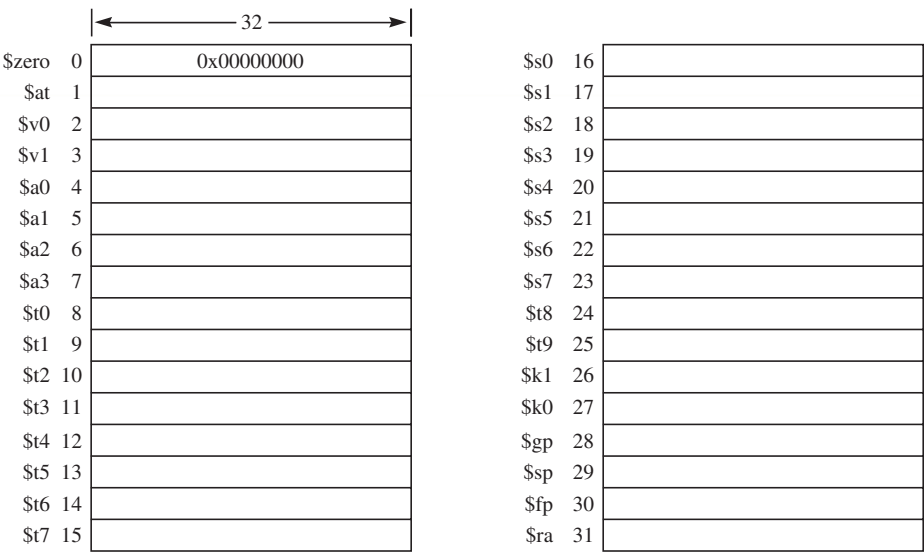 32
$zero 0 0x00000000
$at 1
$v0 2
$v1 3
$a0 4
$a1 5
$a2 6
$a3 7
$t0 8
$t1 9
$t2 10
$t3 11
$t4 12
$t5 13
$t6 14
$t7 15
$s0 16
$s1 17
$s2 18
$s3 19
$s4 20
$s5 21
$s6 22
$s7 23
$t8 24
$t9 25
$k1 26
$k0 27
$gp 28
$sp 29
$fp 30
$ra 31